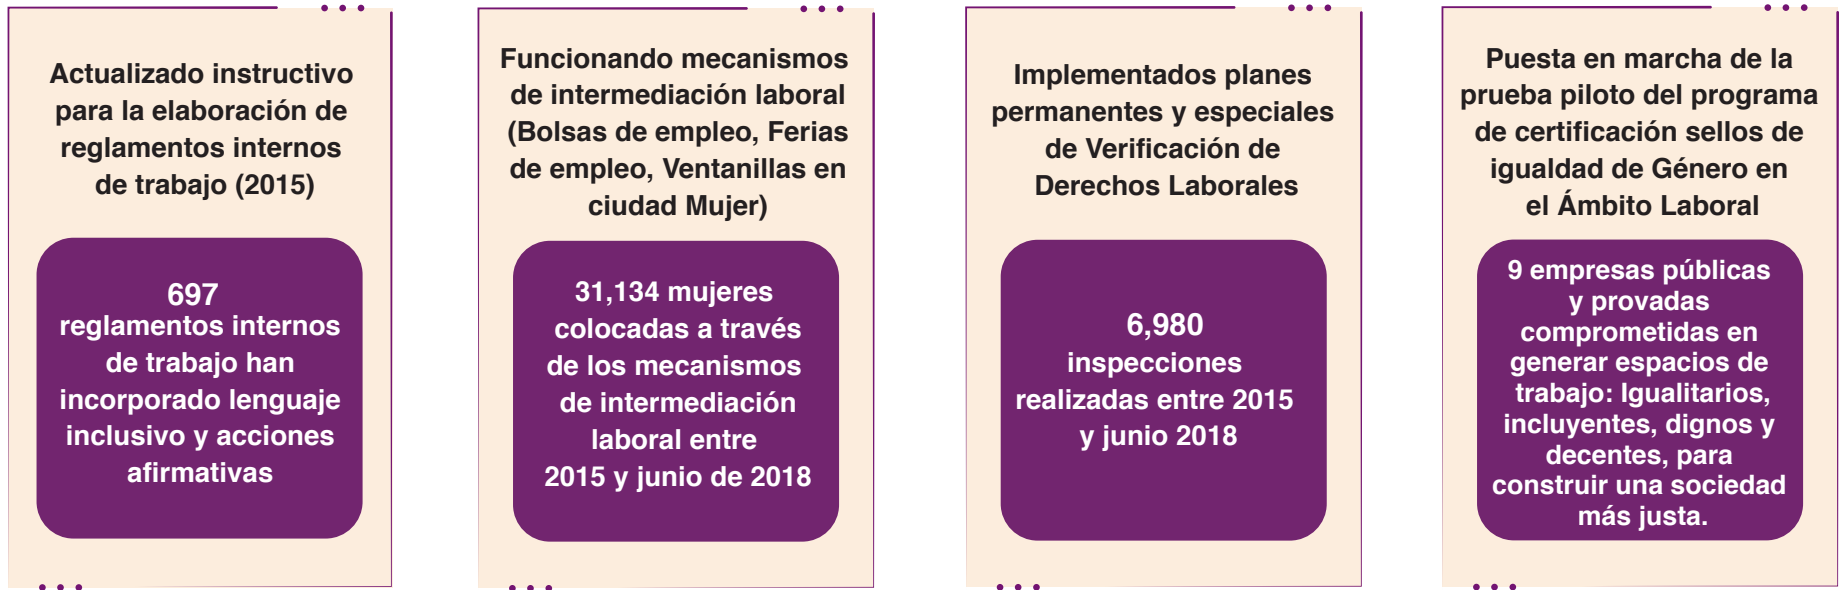 Actualizado instructivo
para la elaboración de
reglamentos internos
de trabajo (2015)
697
reglamentos internos
de trabajo han
incorporado lenguaje
inclusivo y acciones
afirmativas
Funcionando mecanismos
de intermediación laboral
(Bolsas de empleo, Ferias
de empleo, Ventanillas en
ciudad Mujer)
31,134 mujeres
colocadas a través
de los mecanismos
de intermediación
laboral entre
2015 y junio de 2018
Implementados planes
permanentes y especiales
de Verificación de
Derechos Laborales
6,980
inspecciones
realizadas entre 2015
y junio 2018
Puesta en marcha de la
prueba piloto del programa
de certificación sellos de
igualdad de Género en
el Ámbito Laboral
9 empresas públicas
y provadas
comprometidas en
generar espacios de
trabajo: Igualitarios,
incluyentes, dignos y
decentes, para
construir una sociedad
más justa.